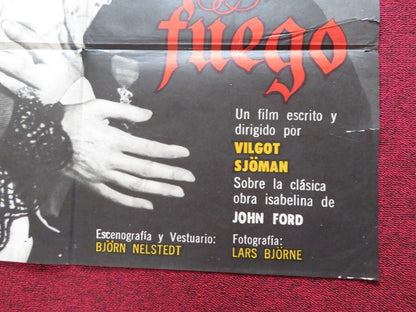 fuego
Un film escrito y
dirigido por
VILGOT
SJÖMAN
Sobre la clásica
obra isabelina de
JOHN FORD
Escenografía y Vestuario:
BJÖRN NELSTEDT
Fotografía:
LARS BJÖRNE